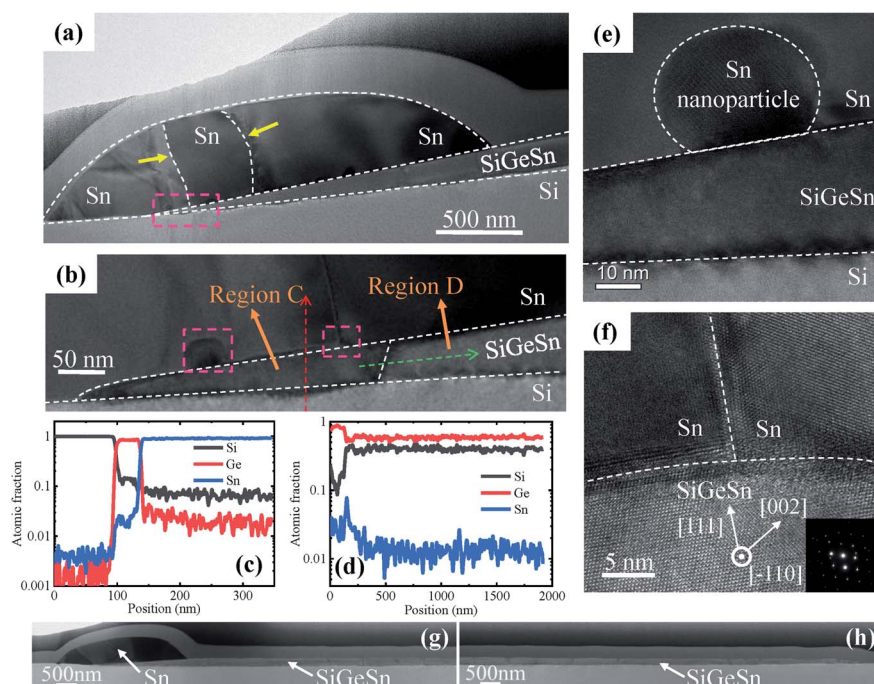 (a)
Sn
Sn
Sn
SiGeSn
Si
500 nm
(b)
Region C
Region D
Sn
SiGeSn
Si
50 nm
Atomic fraction
1
0.1
0.01
0.001
Si
Ge
Sn
(c)
0 100 200 300
Position (nm)
Atomic fraction
1
0.1
0.01
Si
Ge
Sn
(d)
0 500 1000 1500 2000
Position (nm)
(e)
Sn
nanoparticle
Sn
SiGeSn
10 nm
Si
(f)
Sn
Sn
SiGeSn
[111]
[002]
[-110]
5 nm
(g)
500nm
Sn
SiGeSn
(h)
500nm
SiGeSn